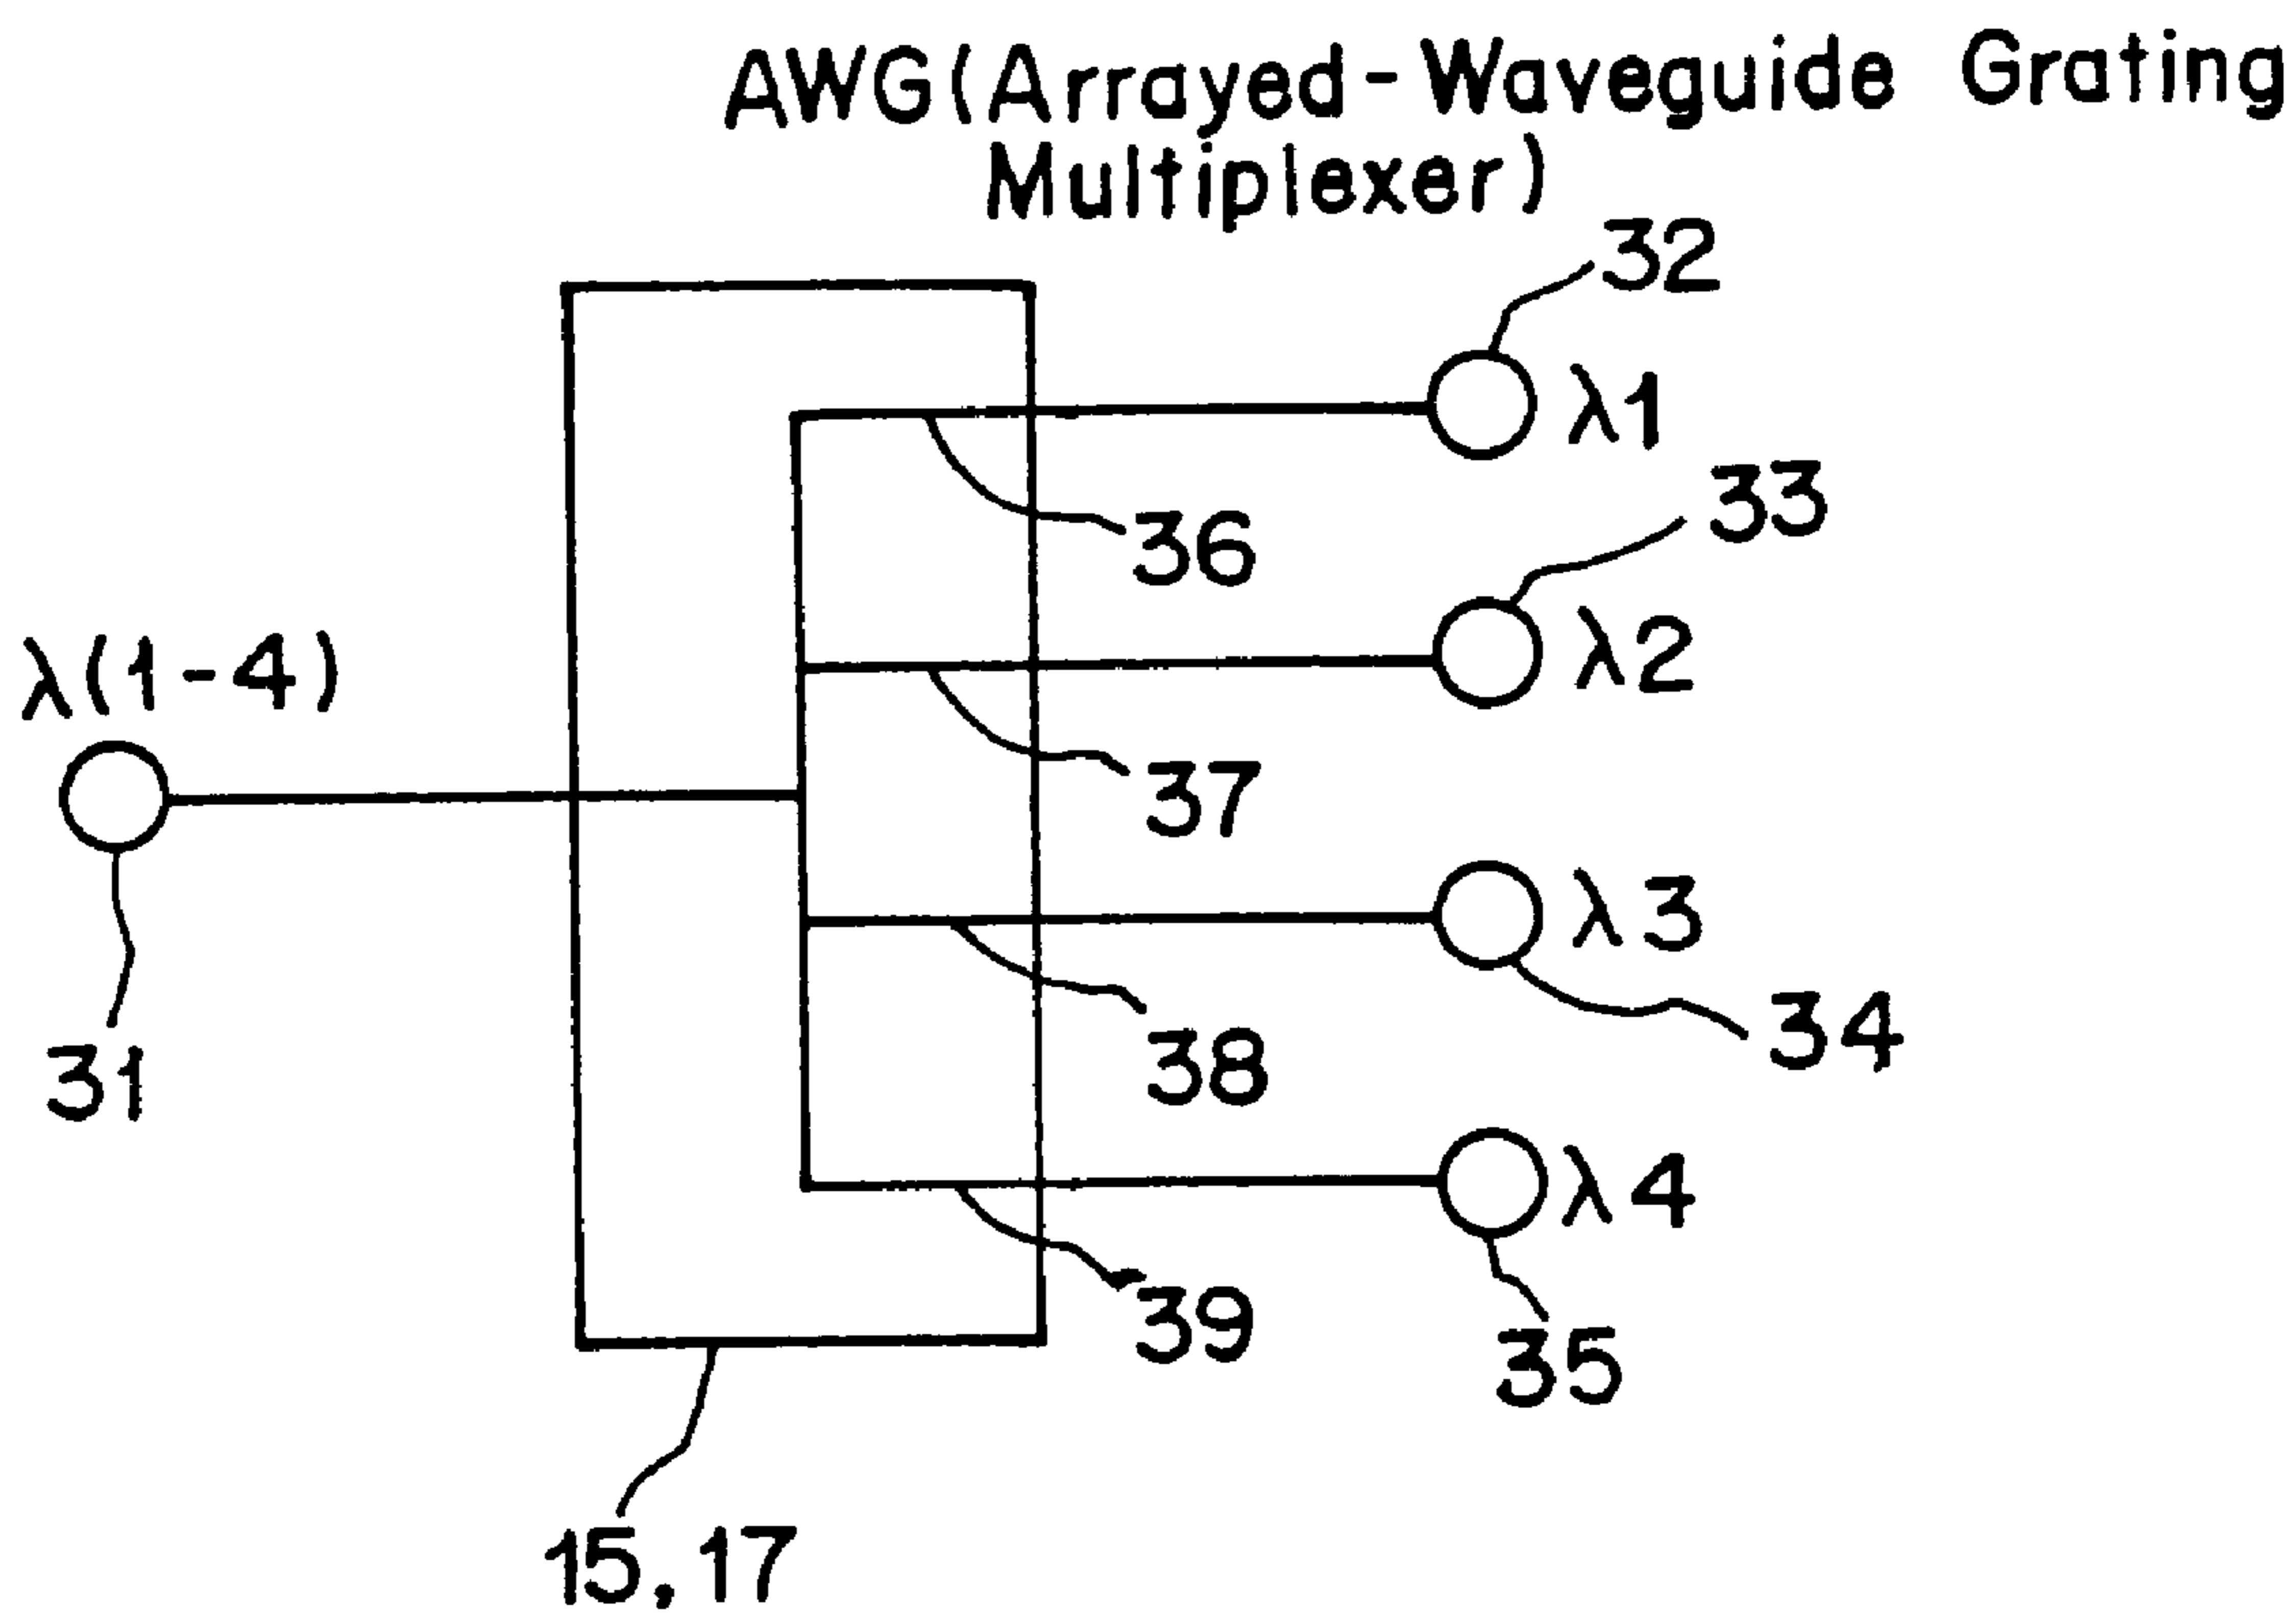 AWG(Arrayed-Waveguide Grating
Multiplexer)
32
λ1
33
36
λ2
λ(1-4)
37
λ3
34
31
38
λ4
39
35
15,17